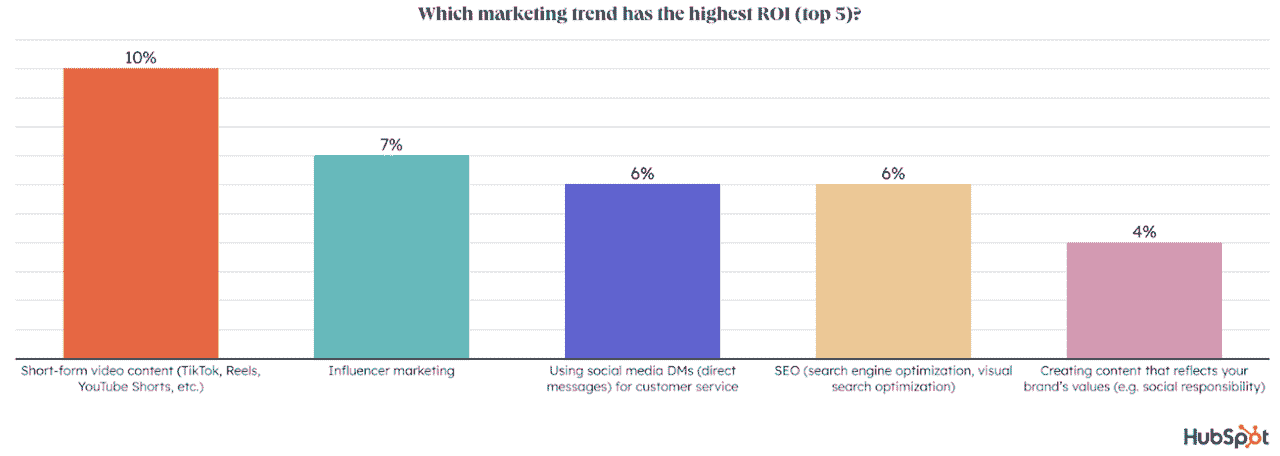 Which marketing trend has the highest ROI (top 5)?
10%
7%
6%
6%
4%
Short-form video content (TikTok, Reels,
YouTube Shorts, etc.)
Influencer marketing
Using social media DMs (direct
messages) for customer service
SEO (search engine optimization, visual
search optimization)
Creating content that reflects your
brand's values (e.g. social responsibility)
HubSpot